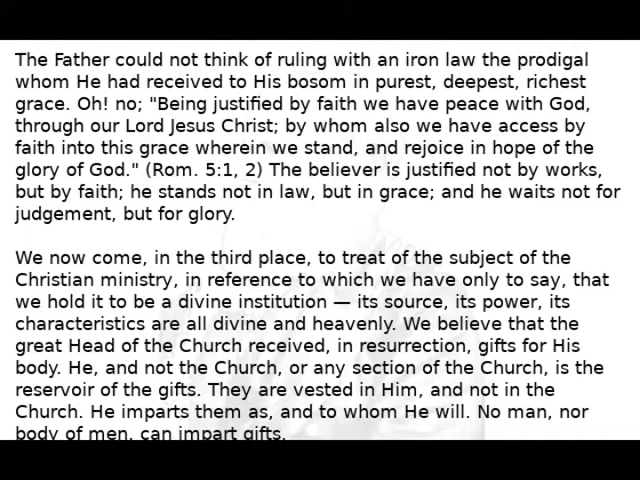 The Father could not think of ruling with an iron law the prodigal
whom He had received to His bosom in purest, deepest, richest
grace. Oh! no; "Being justified by faith we have peace with God,
through our Lord Jesus Christ; by whom also we have access by
faith into this grace wherein we stand, and rejoice in hope of the
glory of God." (Rom. 5:1, 2) The believer is justified not by works,
but by faith; he stands not in law, but in grace; and he waits not for
judgement, but for glory.
We now come, in the third place, to treat of the subject of the
Christian ministry, in reference to which we have only to say, that
we hold it to be a divine institution — its source, its power, its
characteristics are all divine and heavenly. We believe that the
great Head of the Church received, in resurrection, gifts for His
body. He, and not the Church, or any section of the Church, is the
reservoir of the gifts. They are vested in Him, and not in the
Church. He imparts them as, and to whom He will. No man, nor
body of men, can impart gifts.